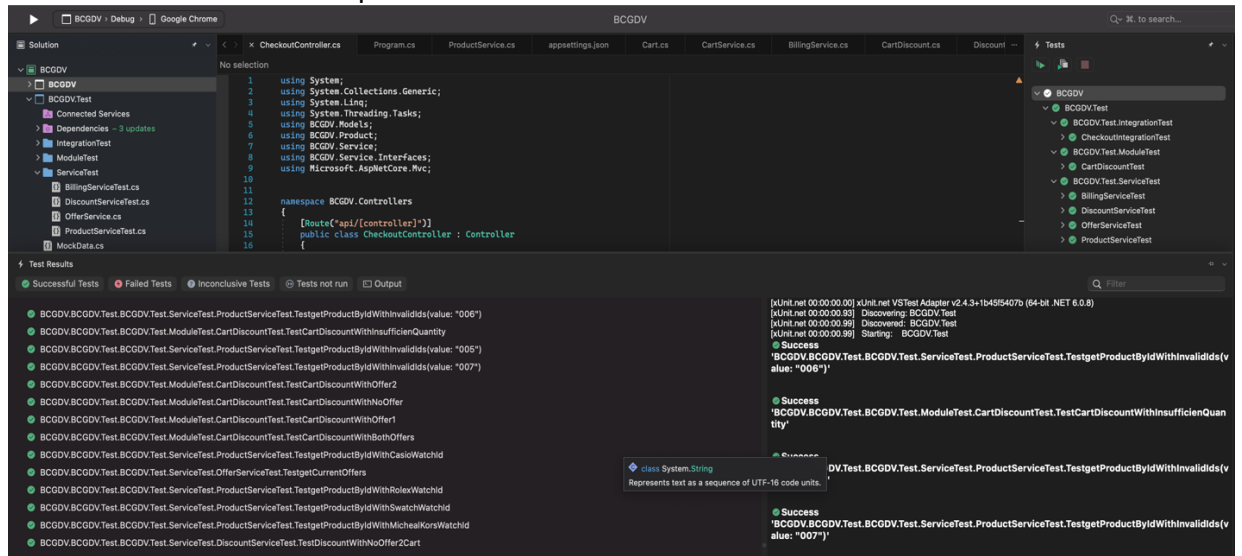 BCGDV › Debug › Google Chrome
BCGDV
⌘. to search...
Solution
BCGDV
BCGDV
BCGDV.Test
Connected Services
Dependencies – 3 updates
IntegrationTest
ModuleTest
ServiceTest
BillingServiceTest.cs
DiscountServiceTest.cs
OfferService.cs
ProductServiceTest.cs
MockData.cs
CheckoutController.cs Program.cs ProductService.cs appsettings.json Cart.cs CartService.cs BillingService.cs CartDiscount.cs Discount
No selection
1 using System;
2 using System.Collections.Generic;
3 using System.Linq;
4 using System.Threading.Tasks;
5 using BCGDV.Models;
6 using BCGDV.Product;
7 using BCGDV.Service;
8 using BCGDV.Service.Interfaces;
9 using Microsoft.AspNetCore.Mvc;
10
11
12 namespace BCGDV.Controllers
13 {
14 [Route("api/[controller]")]
15 public class CheckoutController : Controller
16 {
Tests
BCGDV
BCGDV.Test
BCGDV.Test.IntegrationTest
CheckoutIntegrationTest
BCGDV.Test.ModuleTest
CartDiscountTest
BCGDV.Test.ServiceTest
BillingServiceTest
DiscountServiceTest
OfferServiceTest
ProductServiceTest
Test Results
Successful Tests Failed Tests Inconclusive Tests Tests not run Output
Filter
BCGDV.BCGDV.Test.BCGDV.Test.ServiceTest.ProductServiceTest.TestgetProductByIdWithInvalidIds(value: "006")
BCGDV.BCGDV.Test.BCGDV.Test.ModuleTest.CartDiscountTest.TestCartDiscountWithInsufficienQuantity
BCGDV.BCGDV.Test.BCGDV.Test.ServiceTest.ProductServiceTest.TestgetProductByIdWithInvalidIds(value: "005")
BCGDV.BCGDV.Test.BCGDV.Test.ServiceTest.ProductServiceTest.TestgetProductByIdWithInvalidIds(value: "007")
BCGDV.BCGDV.Test.BCGDV.Test.ModuleTest.CartDiscountTest.TestCartDiscountWithOffer2
BCGDV.BCGDV.Test.BCGDV.Test.ModuleTest.CartDiscountTest.TestCartDiscountWithNoOffer
BCGDV.BCGDV.Test.BCGDV.Test.ModuleTest.CartDiscountTest.TestCartDiscountWithOffer1
BCGDV.BCGDV.Test.BCGDV.Test.ModuleTest.CartDiscountTest.TestCartDiscountWithBothOffers
BCGDV.BCGDV.Test.BCGDV.Test.ServiceTest.ProductServiceTest.TestgetProductByIdWithCasioWatchId
BCGDV.BCGDV.Test.BCGDV.Test.ServiceTest.OfferServiceTest.TestgetCurrentOffers
BCGDV.BCGDV.Test.BCGDV.Test.ServiceTest.ProductServiceTest.TestgetProductByIdWithRolexWatchId
BCGDV.BCGDV.Test.BCGDV.Test.ServiceTest.ProductServiceTest.TestgetProductByIdWithSwatchWatchId
BCGDV.BCGDV.Test.BCGDV.Test.ServiceTest.ProductServiceTest.TestgetProductByIdWithMichealKorsWatchId
BCGDV.BCGDV.Test.BCGDV.Test.ServiceTest.DiscountServiceTest.TestDiscountWithNoOffer2Cart
class System.String
Represents text as a sequence of UTF-16 code units.
[xUnit.net 00:00:00.00] xUnit.net VSTest Adapter v2.4.3+1b45f5407b (64-bit .NET 6.0.8)
[xUnit.net 00:00:00.93] Discovering: BCGDV.Test
[xUnit.net 00:00:00.99] Discovered: BCGDV.Test
[xUnit.net 00:00:00.99] Starting: BCGDV.Test
Success
'BCGDV.BCGDV.Test.BCGDV.Test.ServiceTest.ProductServiceTest.TestgetProductByIdWithInvalidIds(v
alue: "006")'
Success
'BCGDV.BCGDV.Test.BCGDV.Test.ModuleTest.CartDiscountTest.TestCartDiscountWithInsufficienQuan
tity'
Success
DV.Test.BCGDV.Test.ServiceTest.ProductServiceTest.TestgetProductByIdWithInvalidIds(v
Success
'BCGDV.BCGDV.Test.BCGDV.Test.ServiceTest.ProductServiceTest.TestgetProductByIdWithInvalidIds(v
alue: "007")'